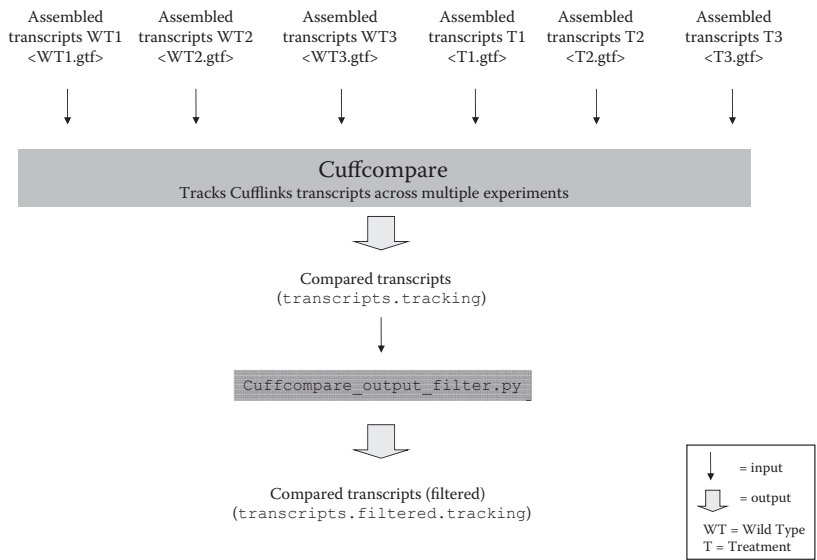 Assembled
transcripts WT1
<WT1.gtf>
Assembled
transcripts WT2
<WT2.gtf>
Assembled
transcripts WT3
<WT3.gtf>
Assembled
transcripts T1
<T1.gtf>
Assembled
transcripts T2
<T2.gtf>
Assembled
transcripts T3
<T3.gtf>
Cuffcompare
Tracks Cufflinks transcripts across multiple experiments
Compared transcripts
(transcripts.tracking)
Cuffcompare_output_filter.py
Compared transcripts (filtered)
(transcripts.filtered.tracking)
= input
= output
WT = Wild Type
T = Treatment